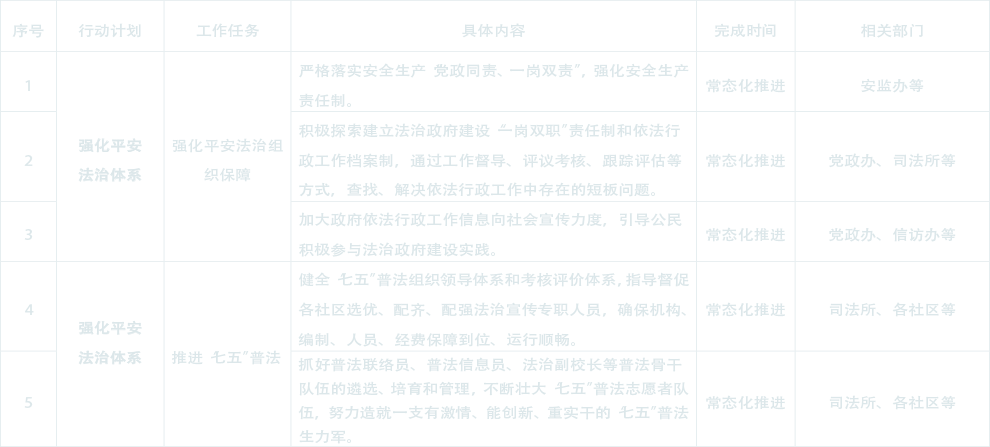 序号 行动计划 工作任务 具体内容 完成时间 相关部门
1
强化平安
法治体系
强化平安法治组
织保障
严格落实安全生产“党政同责、一岗双责”，强化安全生产
责任制。
常态化推进
安监办等
2
积极探索建立法治政府建设“一岗双职”责任制和依法行
政工作档案制，通过工作督导、评议考核、跟踪评估等
方式，查找、解决依法行政工作中存在的短板问题。
常态化推进
党政办、司法所等
3
加大政府依法行政工作信息向社会宣传力度，引导公民
积极参与法治政府建设实践。
常态化推进
党政办、信访办等
4
强化平安
法治体系
推进“七五”普法
健全“七五”普法组织领导体系和考核评价体系，指导督促
各社区选优、配齐、配强法治宣传专职人员，确保机构、
编制、人员、经费保障到位、运行顺畅。
常态化推进
司法所、各社区等
5
抓好普法联络员、普法信息员、法治副校长等普法骨干
队伍的遴选、培育和管理，不断壮大“七五”普法志愿者队
伍，努力造就一支有激情、能创新、重实干的“七五”普法
生力军。
常态化推进
司法所、各社区等